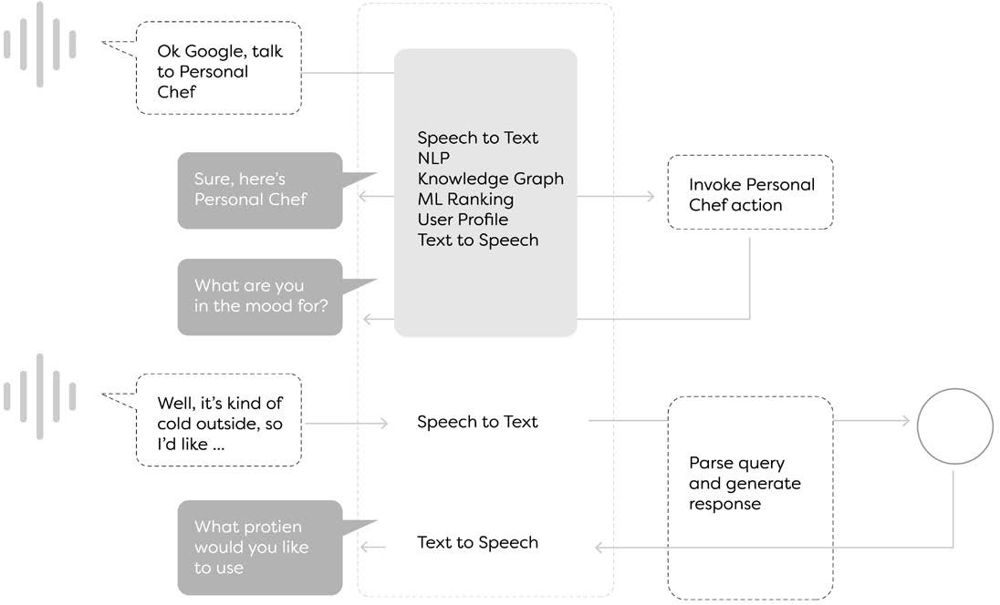 Ok Google, talk
to Personal
Chef
Sure, here's
Personal Chef
What are you
in the mood for?
Speech to Text
NLP
Knowledge Graph
ML Ranking
User Profile
Text to Speech
Invoke Personal
Chef action
Well, it's kind of
cold outside, so
I'd like ...
Speech to Text
Parse query
and generate
response
What protien
would you like
to use
Text to Speech